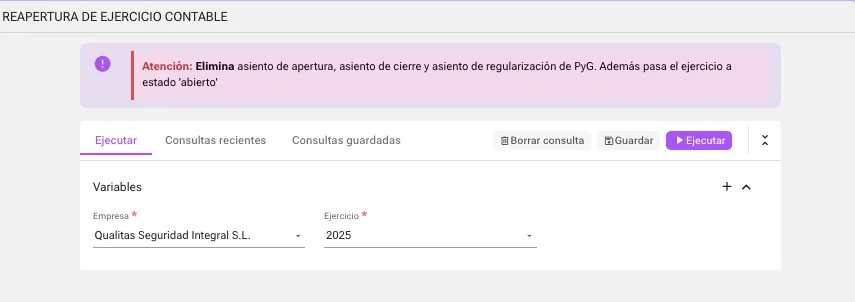 REAPERTURA DE EJERCICIO CONTABLE
Atención: Elimina asiento de apertura, asiento de cierre y asiento de regularización de PyG. Además pasa el ejercicio a
estado 'abierto'
Ejecutar Consultas recientes Consultas guardadas Borrar consulta Guardar Ejecutar
Variables
Empresa * Ejercicio *
Qualitas Seguridad Integral S.L. 2025